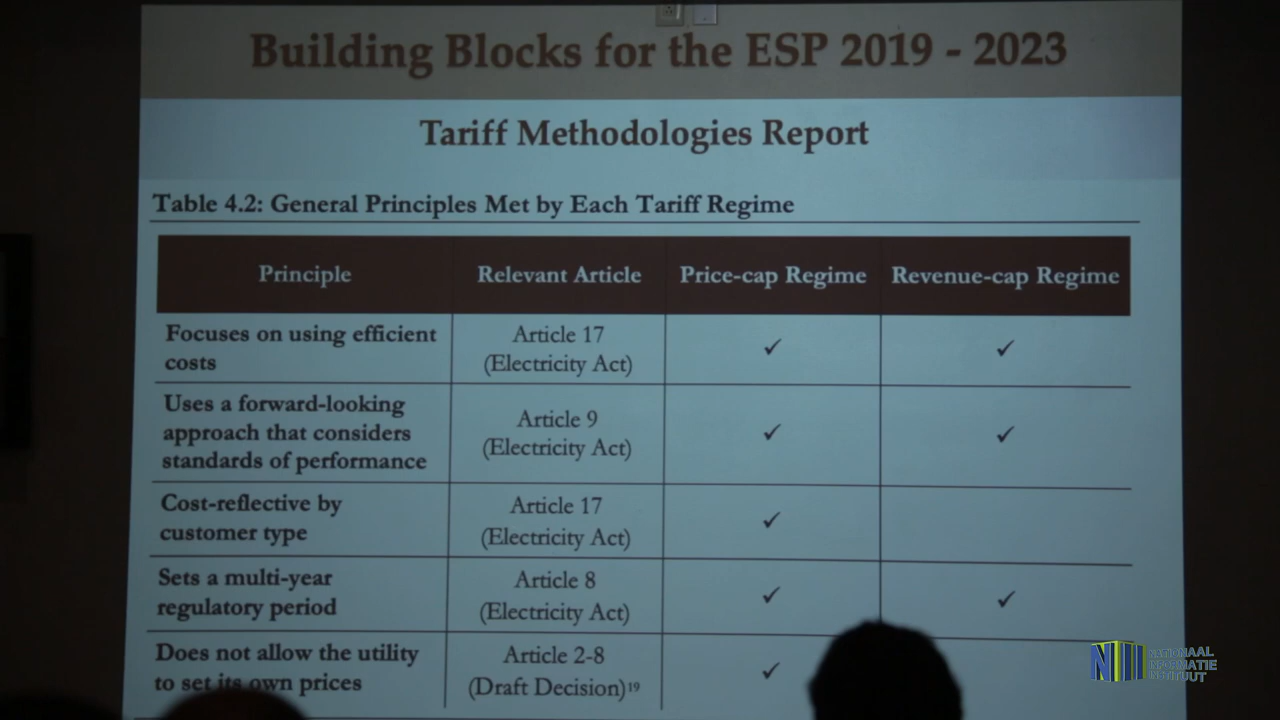 Building Blocks for the ESP 2019 - 2023
Tariff Methodologies Report
Table 4.2: General Principles Met by Each Tariff Regime
Principle Relevant Article Price-cap Regime Revenue-cap Regime
Focuses on using efficient
costs
Article 17
(Electricity Act)
✓ ✓
Uses a forward-looking
approach that considers
standards of performance
Article 9
(Electricity Act)
✓ ✓
Cost-reflective by
customer type
Article 17
(Electricity Act)
✓
Sets a multi-year
regulatory period
Article 8
(Electricity Act)
✓ ✓
Does not allow the utility
to set its own prices
Article 2-8
(Draft Decision)19
✓
NATIONAAL
INFORMATIE
INSTITUUT